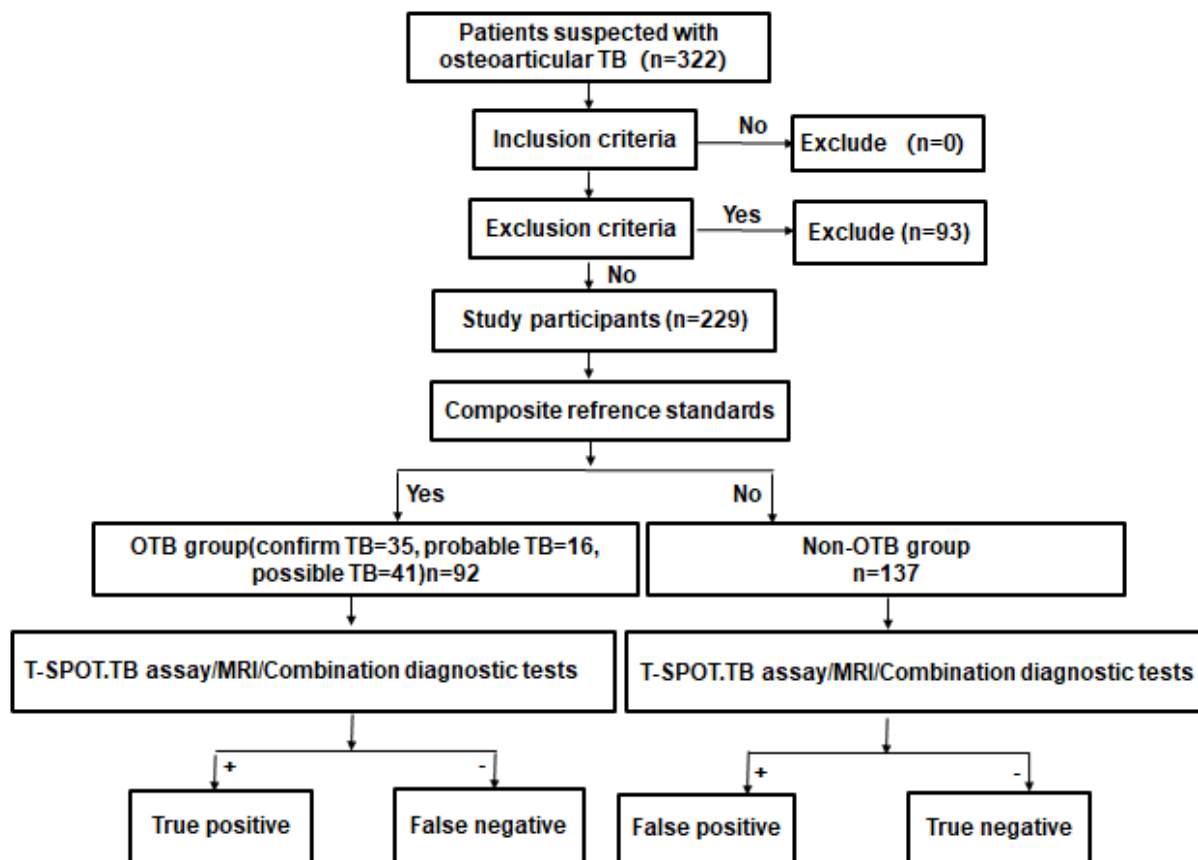 Patients suspected with
osteoarticular TB (n=322)
Inclusion criteria
No
Exclude (n=0)
Exclusion criteria
Yes
Exclude (n=93)
No
Study participants (n=229)
Composite refrence standards
Yes
No
OTB group(confirm TB=35, probable TB=16,
possible TB=41)n=92
Non-OTB group
n=137
T-SPOT.TB assay/MRI/Combination diagnostic tests
T-SPOT.TB assay/MRI/Combination diagnostic tests
+
-
+
-
True positive
False negative
False positive
True negative